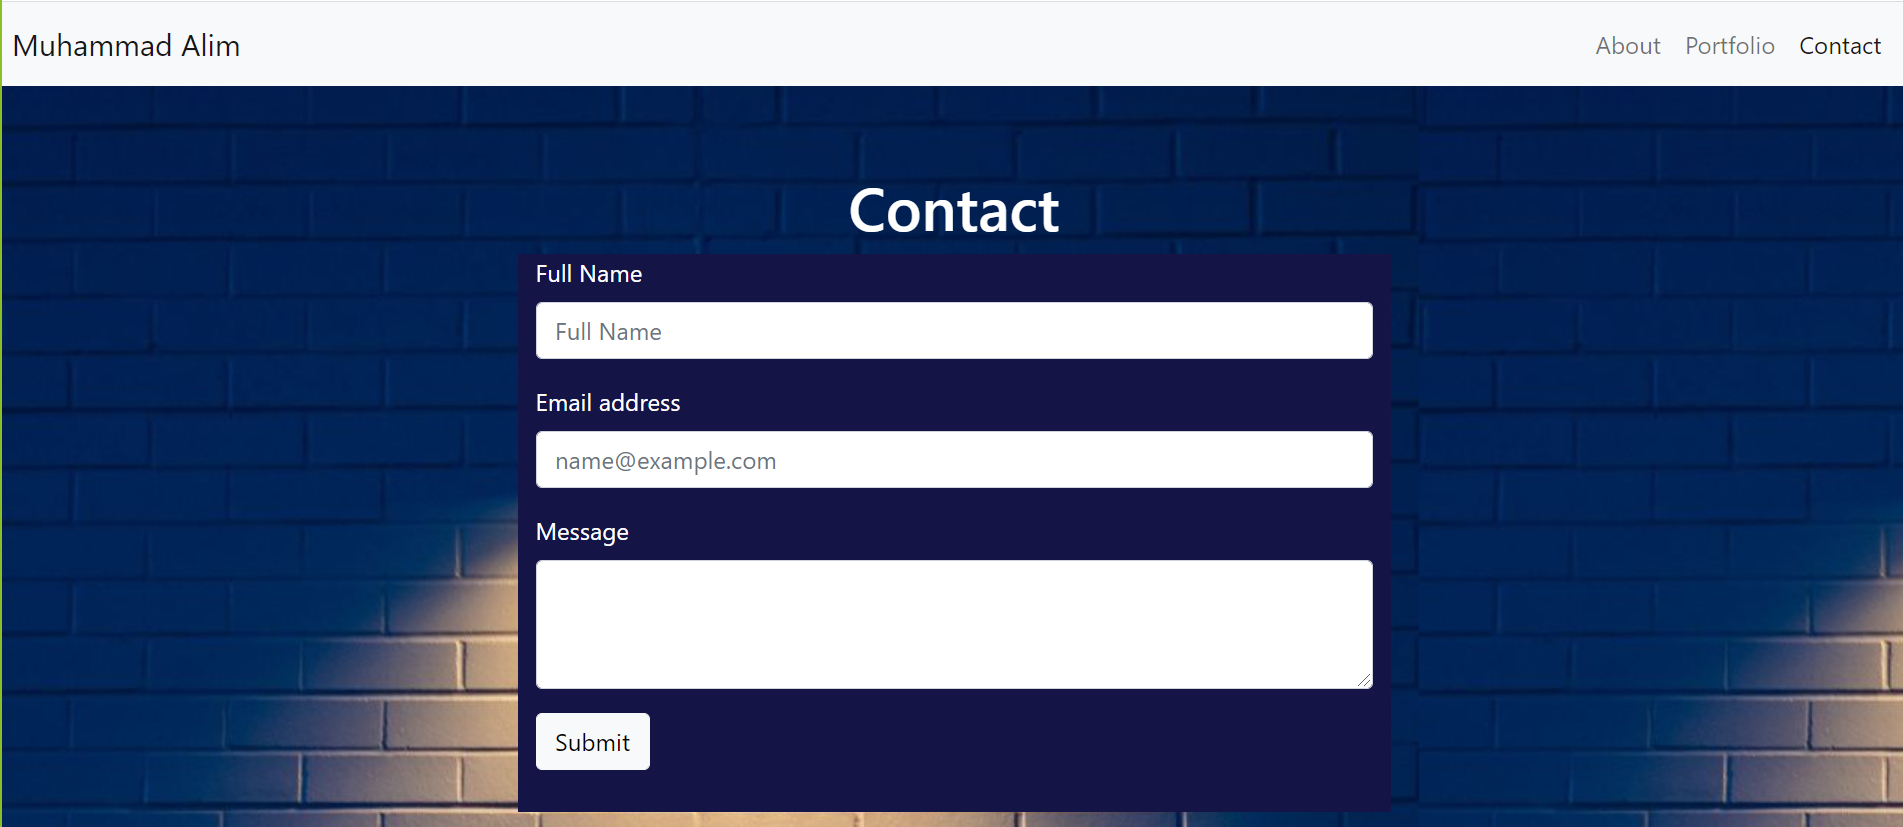 Muhammad Alim
About Portfolio Contact
Contact
Full Name
Full Name
Email address
name@example.com
Message
Submit